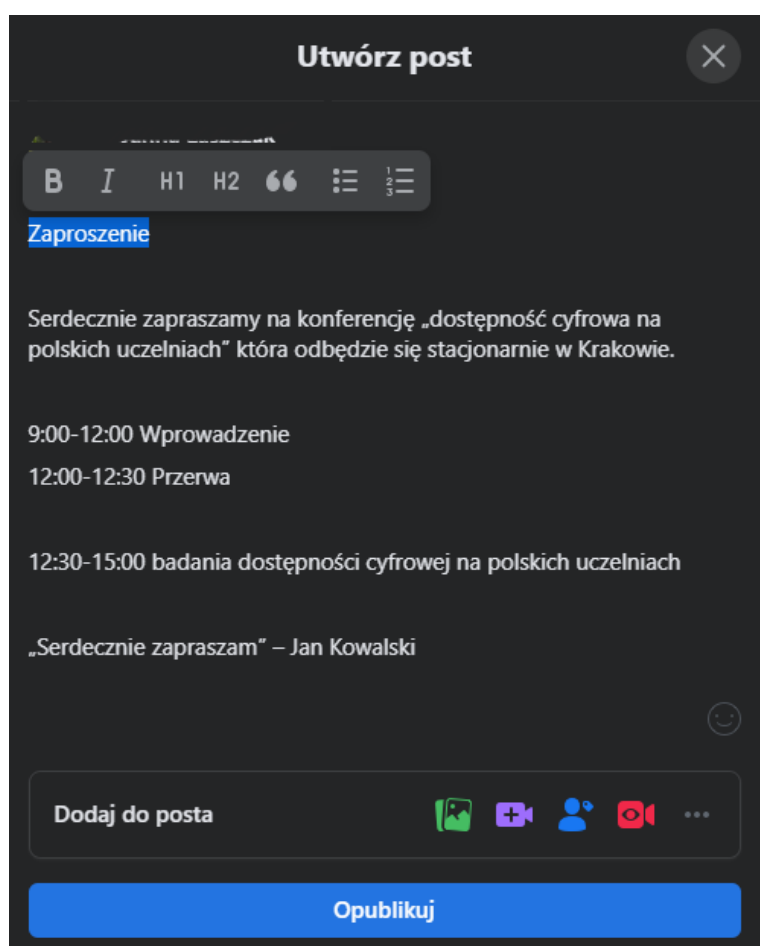 Utwórz post
B I H1 H2
Zaproszenie
Serdecznie zapraszamy na konferencję „dostępność cyfrowa na
polskich uczelniach” która odbędzie się stacjonarnie w Krakowie.
9:00-12:00 Wprowadzenie
12:00-12:30 Przerwa
12:30-15:00 badania dostępności cyfrowej na polskich uczelniach
„Serdecznie zapraszam” – Jan Kowalski
Dodaj do posta
Opublikuj